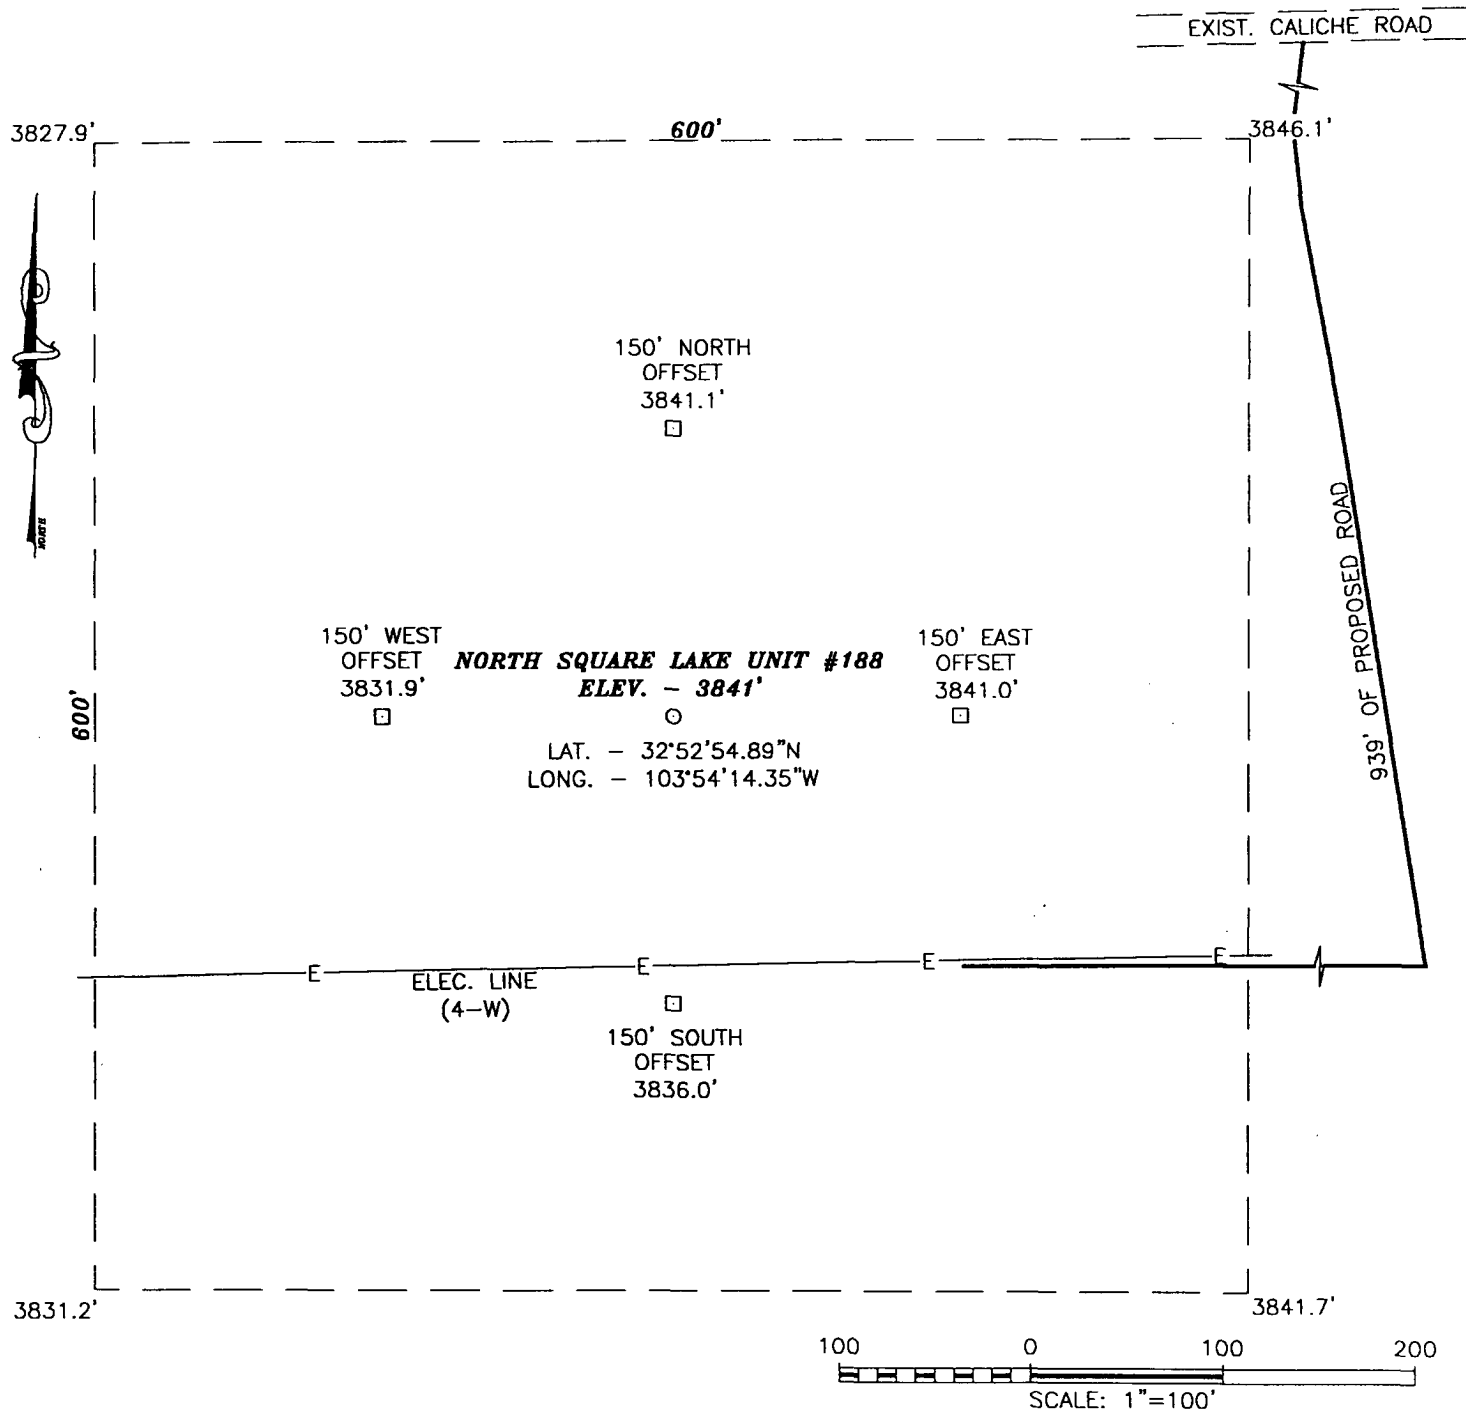 EXIST. CALICHE ROAD
3827.9'
600'
3846.1'
NORTH
150' NORTH
OFFSET
3841.1'
150' WEST
OFFSET
3831.9'
NORTH SQUARE LAKE UNIT #188
ELEV. - 3841'
150' EAST
OFFSET
3841.0'
600'
LAT. - 32°52'54.89"N
LONG. - 103°54'14.35"W
939' OF PROPOSED ROAD
E E E E
ELEC. LINE
(4-W)
150' SOUTH
OFFSET
3836.0'
3831.2'
3841.7'
100 0 100 200
SCALE: 1"=100'